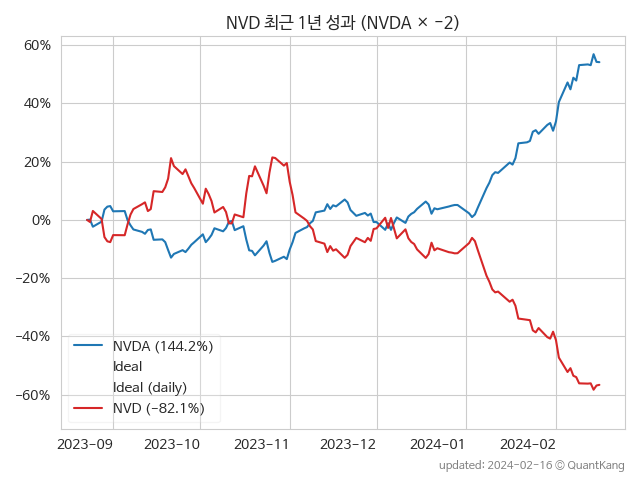 NVD 최근 1년 성과 (NVDA × −2)
60%
40%
20%
0%
−20%
−40%
−60%
NVDA (144.2%)
Ideal
Ideal (daily)
NVD (−82.1%)
2023−09
2023−10
2023−11
2023−12
2024−01
2024−02
updated: 2024−02−16 © QuantKang